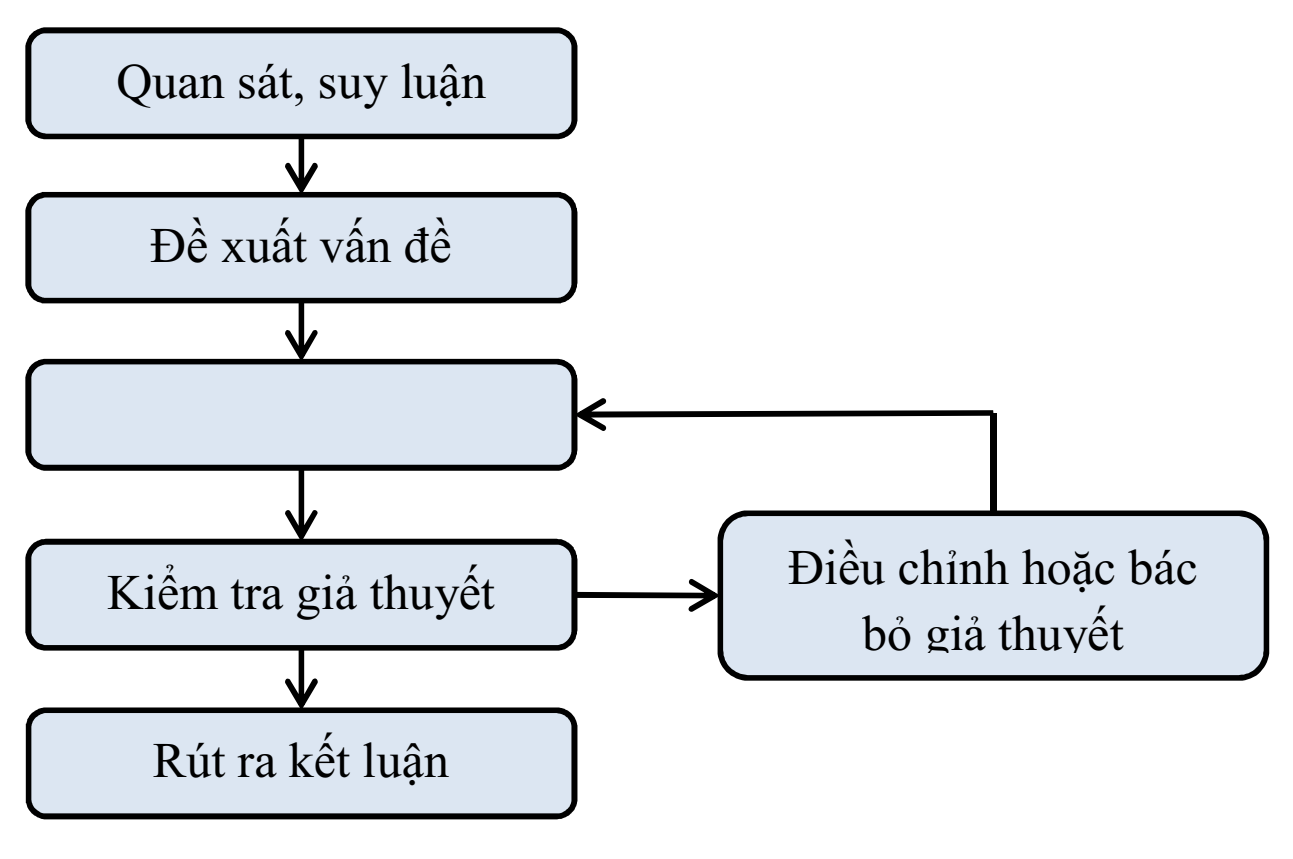 Quan sát, suy luận
Đề xuất vấn đề
Kiểm tra giả thuyết
Điều chỉnh hoặc bác
bỏ giả thuyết
Rút ra kết luận